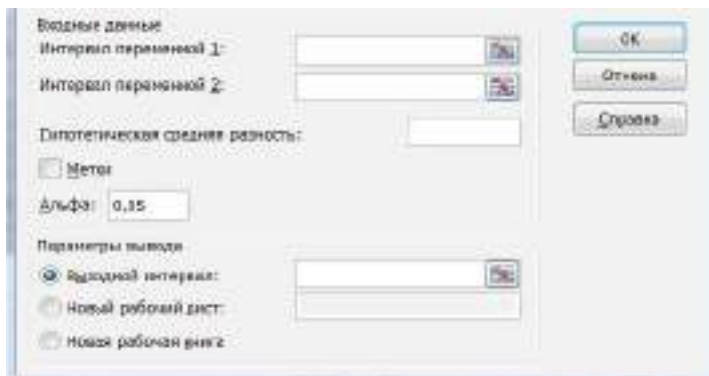 Входные данные
Интервал переменной 1:
Интервал переменной 2:
Гипотетическая средняя разность:
Метки
Альфа: 0,05
Параметры вывода
Выходной интервал:
Новый рабочий лист:
Новая рабочая книга
ОК
Отмена
Справка